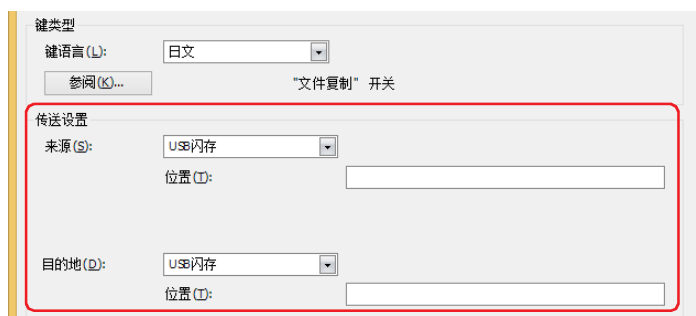 键类型
键语言(L): 日文
参阅(K)... "文件复制" 开关
传送设置
来源(S): USB闪存
位置(T):
目的地(D): USB闪存
位置(T):